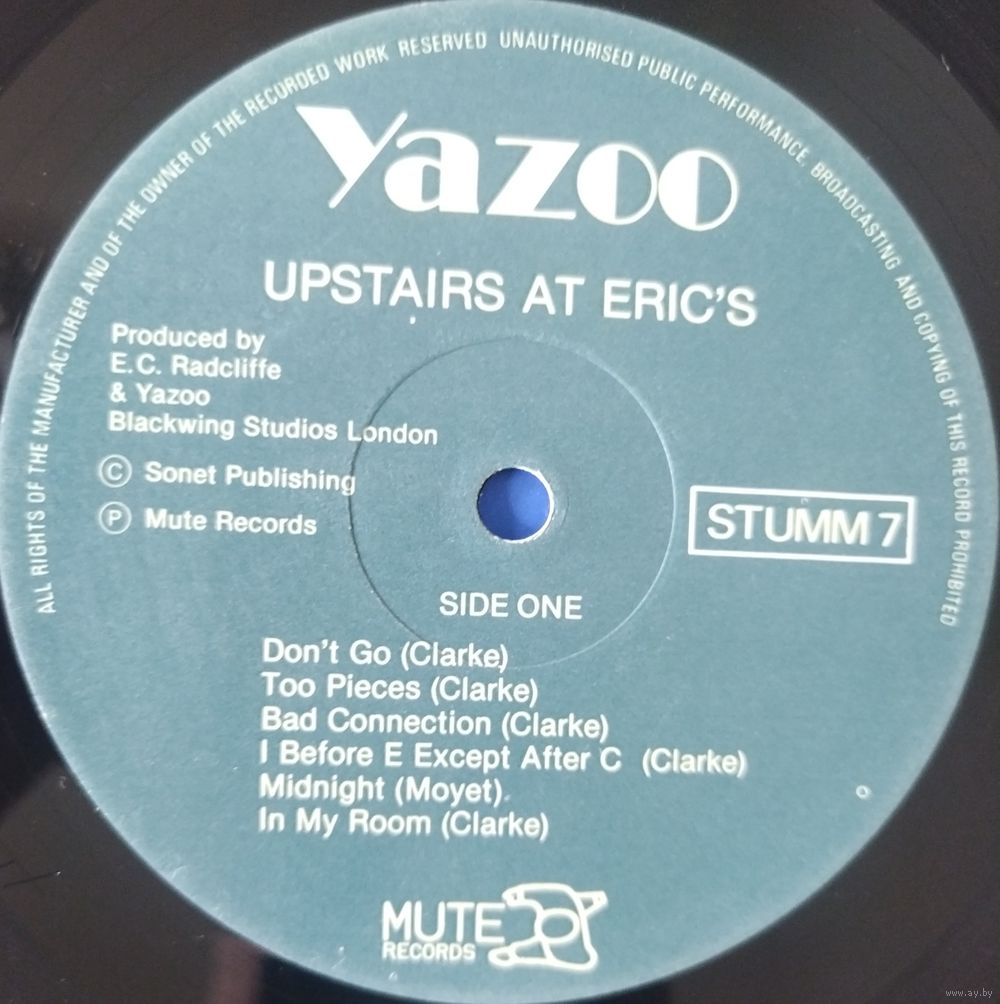 ALL RIGHTS OF THE MANUFACTURER AND OF THE OWNER OF THE RECORDED WORK RESERVED UNAUTHORISED PUBLIC PERFORMANCE, BROADCASTING AND COPYING OF THIS RECORD PROHIBITED
Yazoo
UPSTAIRS AT ERIC'S
Produced by
E.C. Radcliffe
& Yazoo
Blackwing Studios London
Ⓒ Sonet Publishing
Ⓟ Mute Records
STUMM 7
SIDE ONE
Don't Go (Clarke)
Too Pieces (Clarke)
Bad Connection (Clarke)
I Before E Except After C (Clarke)
Midnight (Moyet).
In My Room (Clarke)
MUTE
RECORDS
www.ay.by